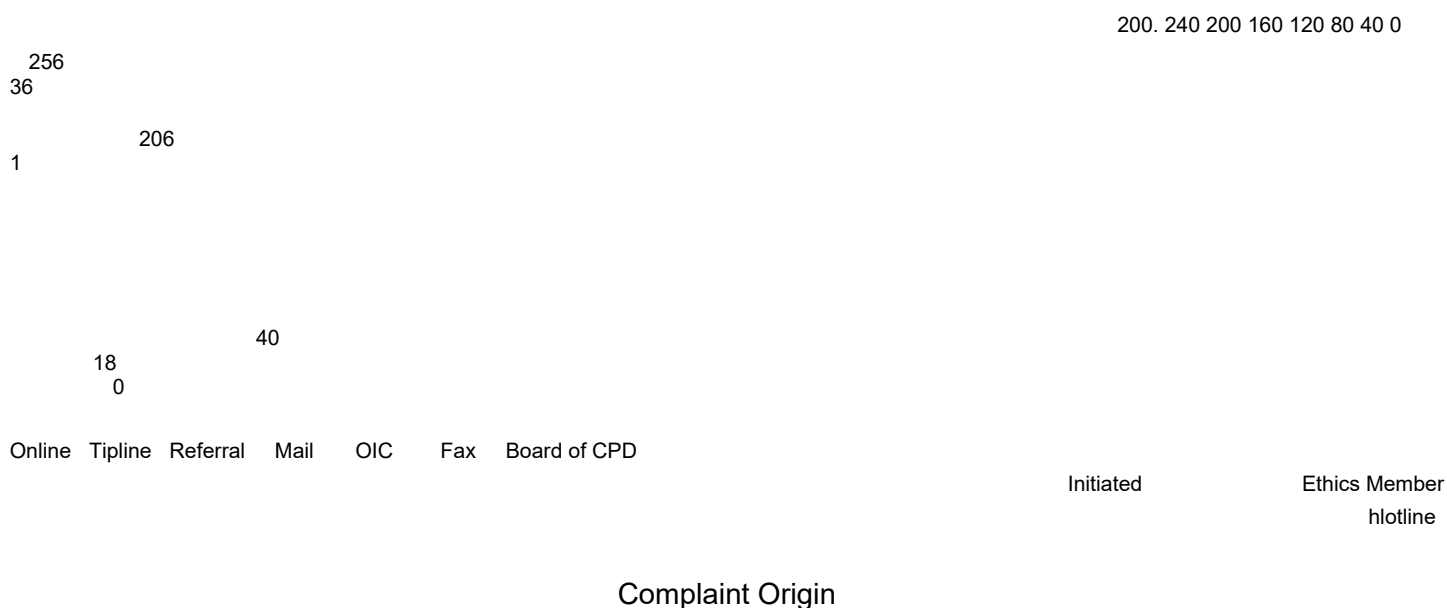 200. 240 200 160 120 80 40 0
256
36
206
1
40
18
0
Online Tipline Referral Mail OIC Fax Board of CPD
Initiated Ethics Member
hlotline
Complaint Origin